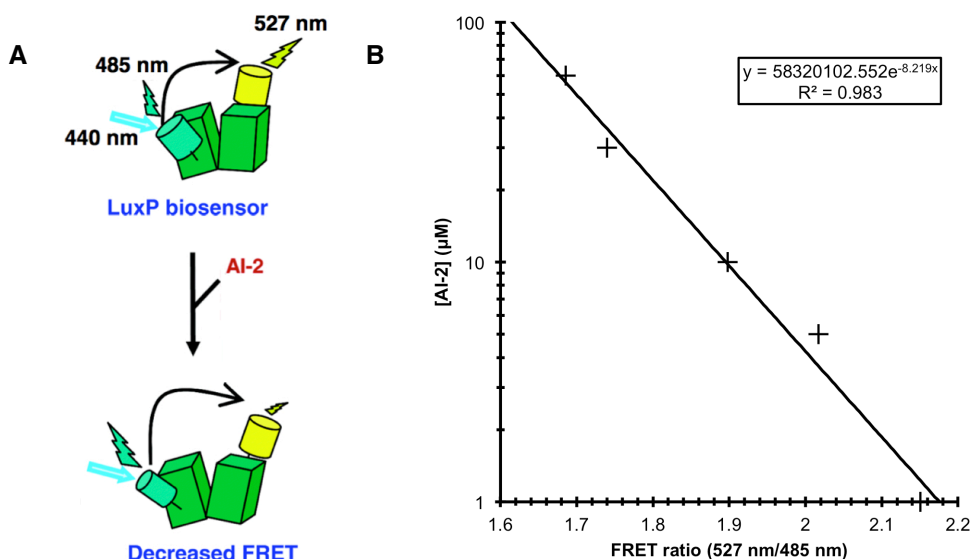 A
527 nm
485 nm
440 nm
LuxP biosensor
AI-2
Decreased FRET
B
100
10
1
[AI-2] (µM)
y = 58320102.552e^-8.219x
R² = 0.983
1.6 1.7 1.8 1.9 2 2.1 2.2
FRET ratio (527 nm/485 nm)